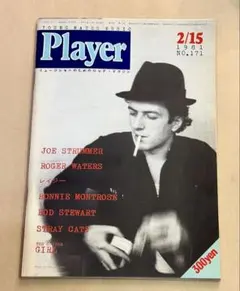 Player
2/15
1981
NO.171
JOE STRUMMER
ROGER WATERS
RONNIE MONTROSE
ROD STEWART
STRAY CATS
GIRL
300yen